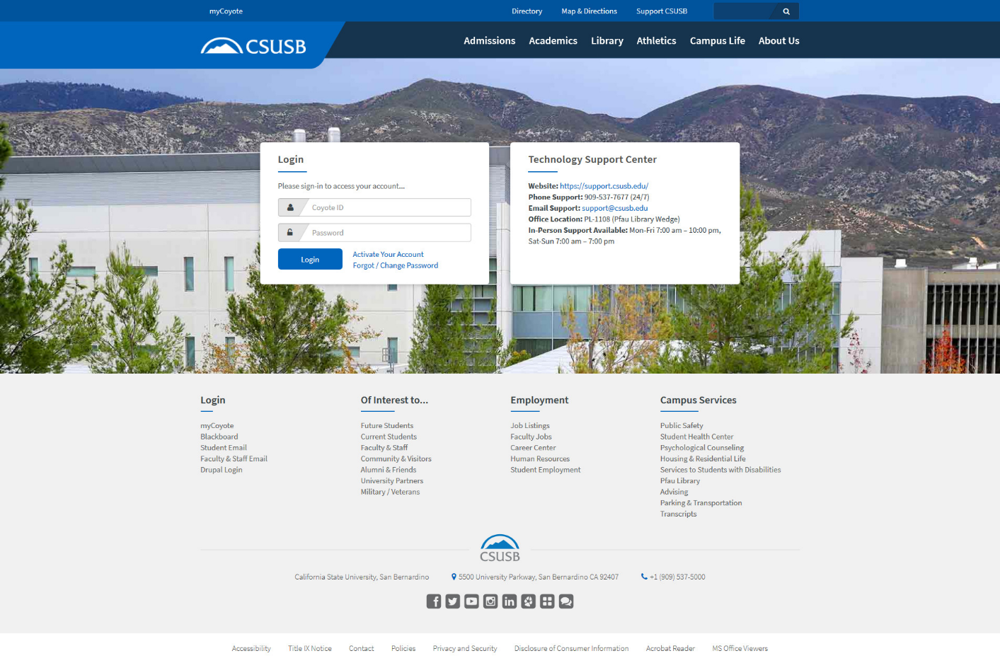 myCoyote
Directory
Map & Directions
Support CSUSB
CSUSB
Admissions
Academics
Library
Athletics
Campus Life
About Us
Login
Please sign-in to access your account...
Coyote ID
Password
Login
Activate Your Account
Forgot / Change Password
Technology Support Center
Website: https://support.csusb.edu/
Phone Support: 909-537-7677 (24/7)
Email Support: support@csusb.edu
Office Location: PL-1108 (Pfau Library Wedge)
In-Person Support Available: Mon-Fri 7:00 am – 10:00 pm,
Sat-Sun 7:00 am – 7:00 pm
Login
myCoyote
Blackboard
Student Email
Faculty & Staff Email
Drupal Login
Of Interest to...
Future Students
Current Students
Faculty & Staff
Community & Visitors
Alumni & Friends
University Partners
Military / Veterans
Employment
Job Listings
Faculty Jobs
Career Center
Human Resources
Student Employment
Campus Services
Public Safety
Student Health Center
Psychological Counseling
Housing & Residential Life
Services to Students with Disabilities
Pfau Library
Advising
Parking & Transportation
Transcripts
CSUSB
California State University, San Bernardino
5500 University Parkway, San Bernardino CA 92407
+1 (909) 537-5000
Accessibility
Title IX Notice
Contact
Policies
Privacy and Security
Disclosure of Consumer Information
Acrobat Reader
MS Office Viewers